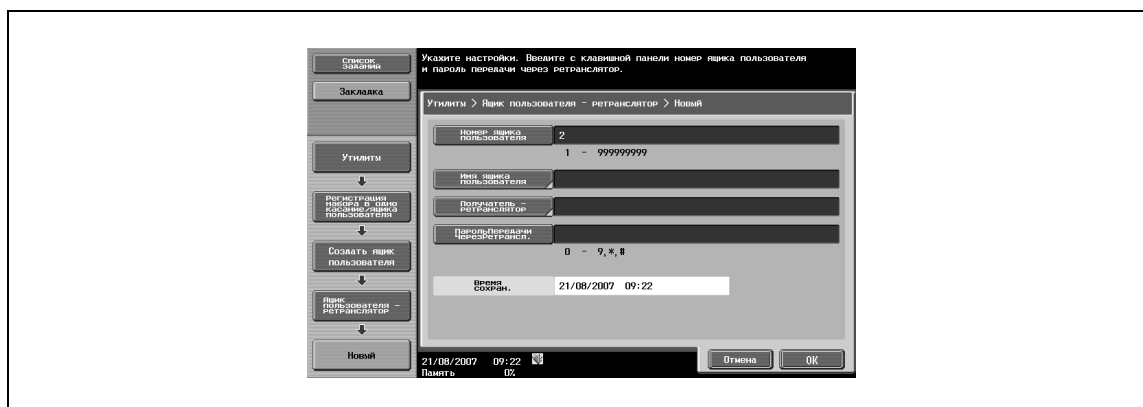 Список
заданий
Закладка
Утилиты
Регистрация
набора в одно
касание/ящика
пользователя
Создать ящик
пользователя
Ящик
пользователя –
ретранслятор
Новый
Укажите настройки. Введите с клавишной панели номер ящика пользователя
и пароль передачи через ретранслятор.
Утилиты > Ящик пользователя – ретранслятор > Новый
Номер ящика
пользователя
2
1 - 999999999
Имя ящика
пользователя
Получатель –
ретранслятор
ПарольПередачи
ЧерезРетрансл.
0 - 9,*,#
Время
сохран.
21/08/2007 09:22
21/08/2007 09:22
Память 0%
Отмена
OK